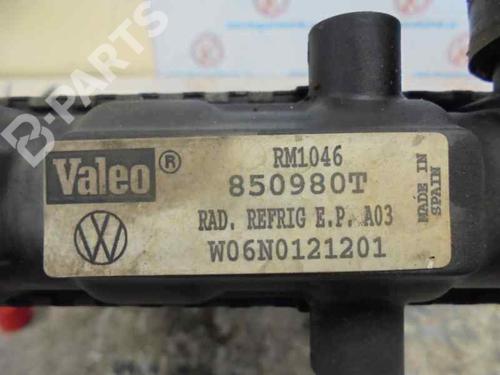 B-PARTS
Valeo®
RM1046
850980T
RAD. REFRIG E.P. A03
W06N0121201
MADE IN
SPAIN